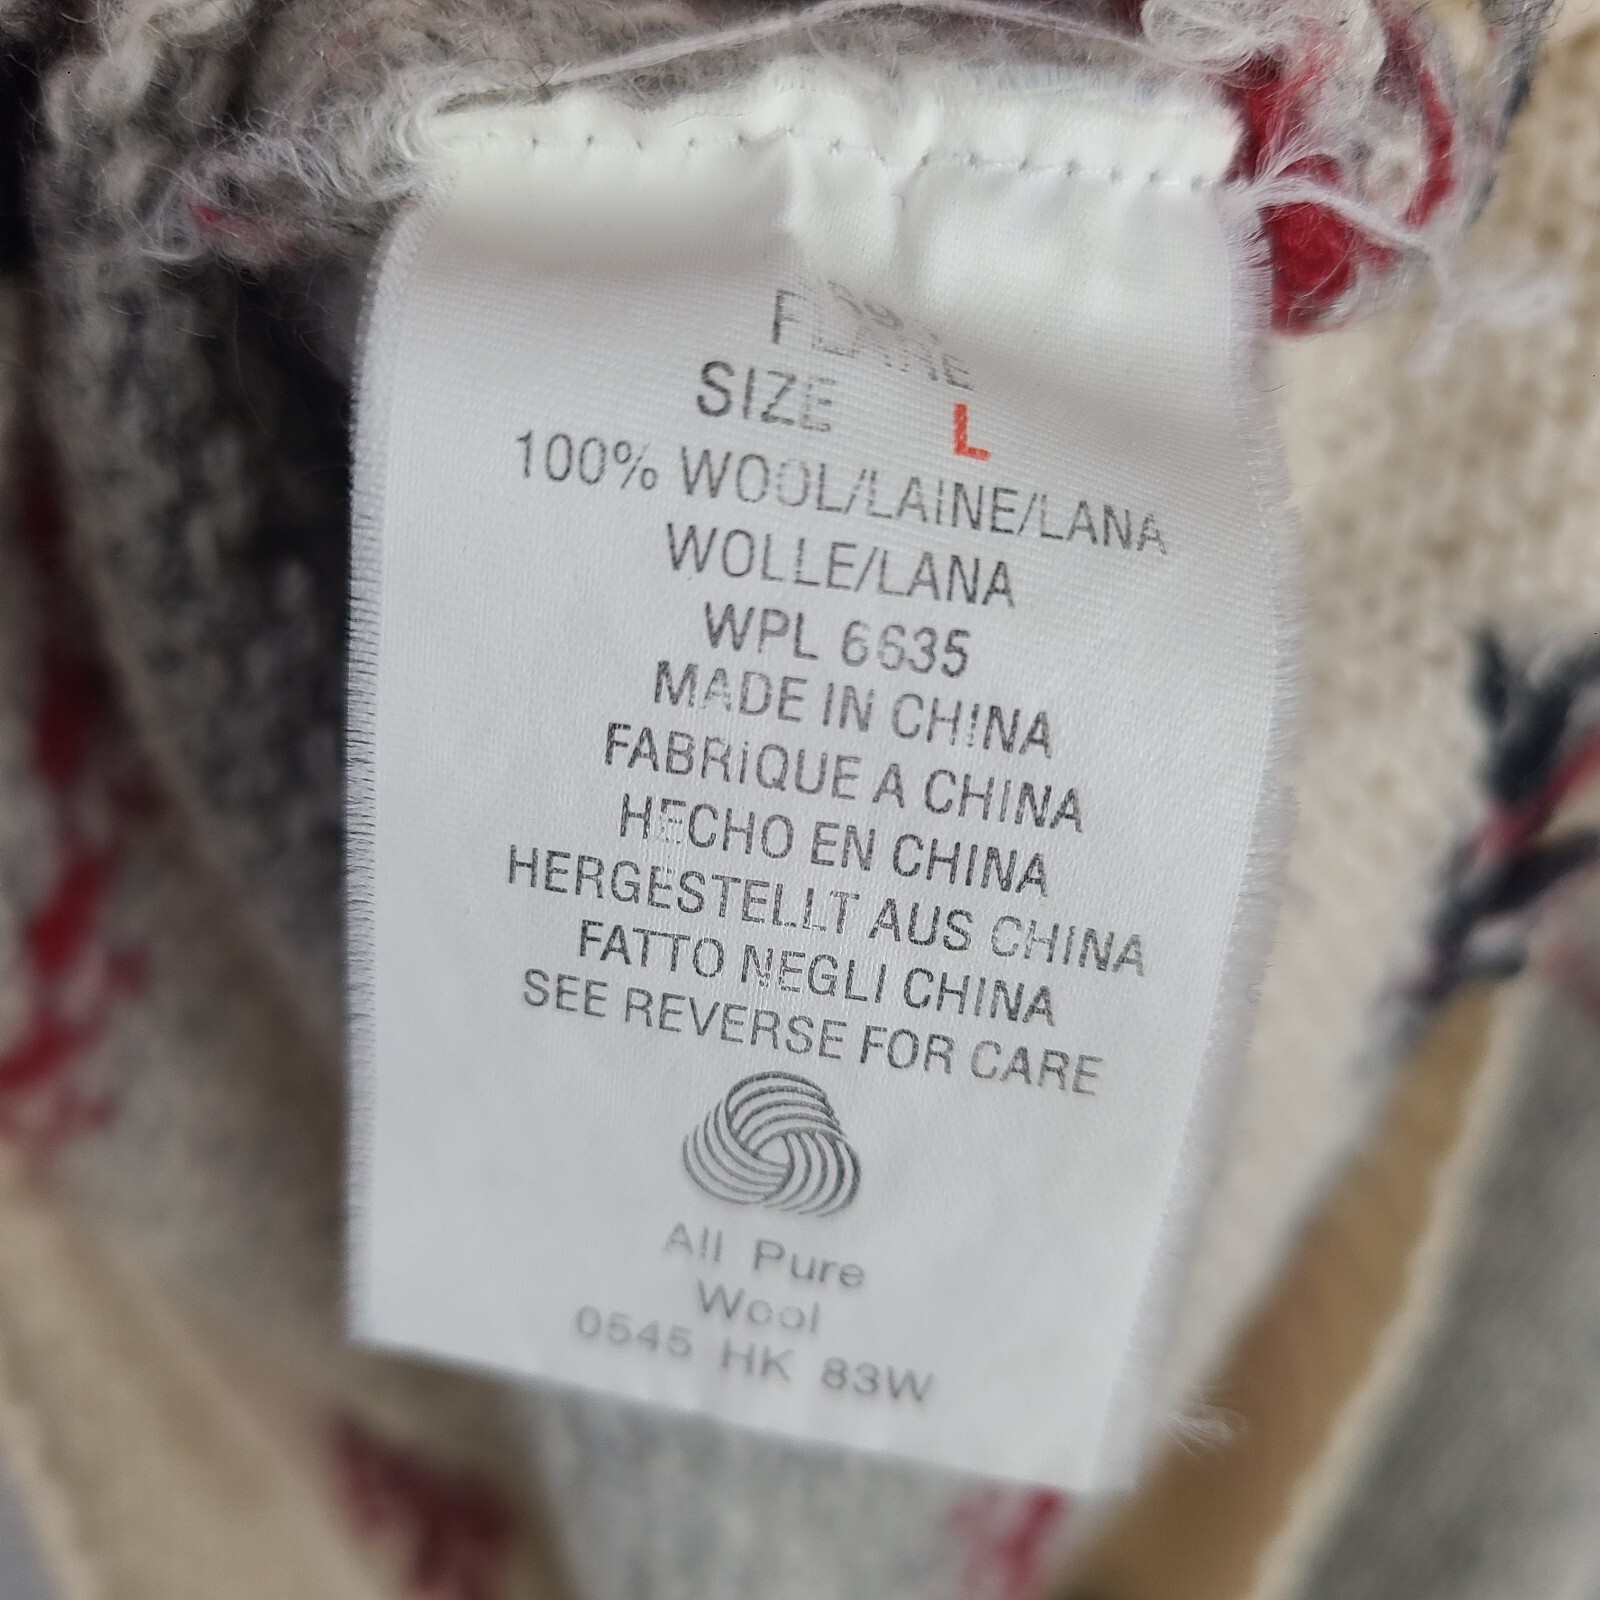 SIZE L
100% WOOL/LAINE/LANA
WOLLE/LANA
WPL 6635
MADE IN CHINA
FABRIQUE A CHINA
HECHO EN CHINA
HERGESTELLT AUS CHINA
FATTO NEGLI CHINA
SEE REVERSE FOR CARE
All Pure
Wool
0545 HK 83W